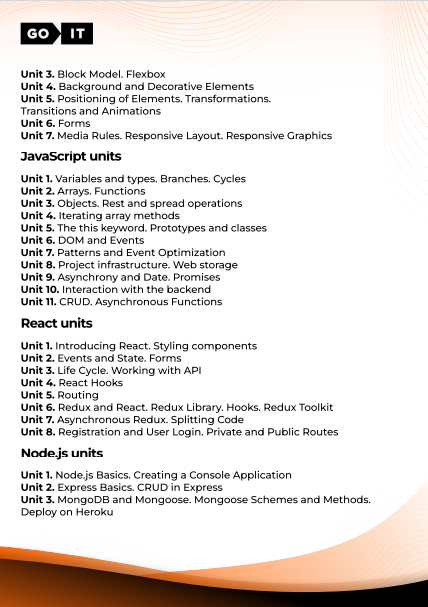 GO IT
Unit 3. Block Model. Flexbox
Unit 4. Background and Decorative Elements
Unit 5. Positioning of Elements. Transformations.
Transitions and Animations
Unit 6. Forms
Unit 7. Media Rules. Responsive Layout. Responsive Graphics
JavaScript units
Unit 1. Variables and types. Branches. Cycles
Unit 2. Arrays. Functions
Unit 3. Objects. Rest and spread operations
Unit 4. Iterating array methods
Unit 5. The this keyword. Prototypes and classes
Unit 6. DOM and Events
Unit 7. Patterns and Event Optimization
Unit 8. Project infrastructure. Web storage
Unit 9. Asynchrony and Date. Promises
Unit 10. Interaction with the backend
Unit 11. CRUD. Asynchronous Functions
React units
Unit 1. Introducing React. Styling components
Unit 2. Events and State. Forms
Unit 3. Life Cycle. Working with API
Unit 4. React Hooks
Unit 5. Routing
Unit 6. Redux and React. Redux Library. Hooks. Redux Toolkit
Unit 7. Asynchronous Redux. Splitting Code
Unit 8. Registration and User Login. Private and Public Routes
Node.js units
Unit 1. Node.js Basics. Creating a Console Application
Unit 2. Express Basics. CRUD in Express
Unit 3. MongoDB and Mongoose. Mongoose Schemes and Methods.
Deploy on Heroku